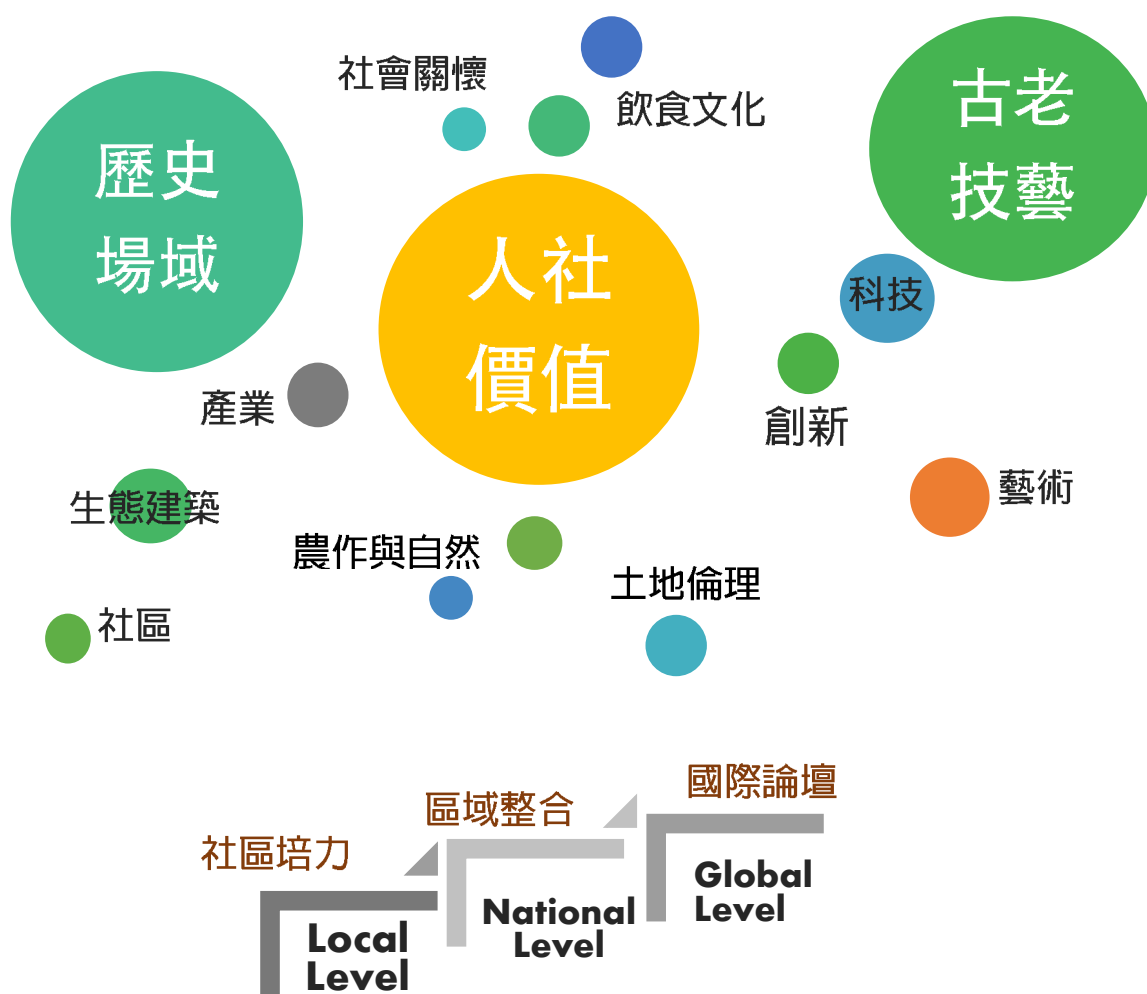 社會關懷
飲食文化
古老
技藝
歷史
場域
人社
價值
科技
產業
創新
生態建築
藝術
農作與自然
土地倫理
社區
國際論壇
區域整合
社區培力
Global
Level
National
Level
Local
Level